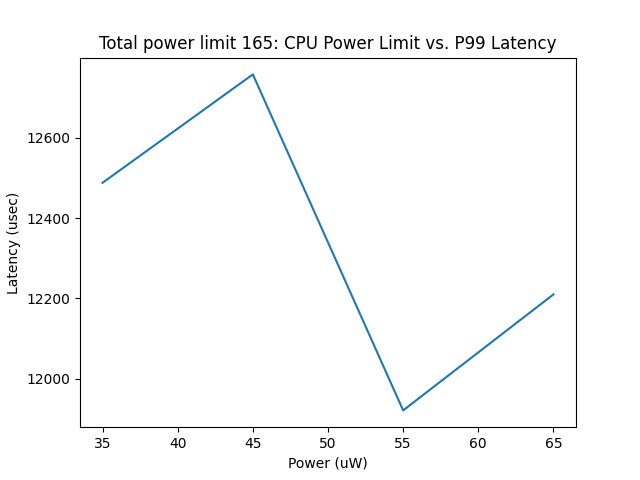 Total power limit 165: CPU Power Limit vs. P99 Latency
Latency (usec)
12600
12400
12200
12000
35 40 45 50 55 60 65
Power (uW)